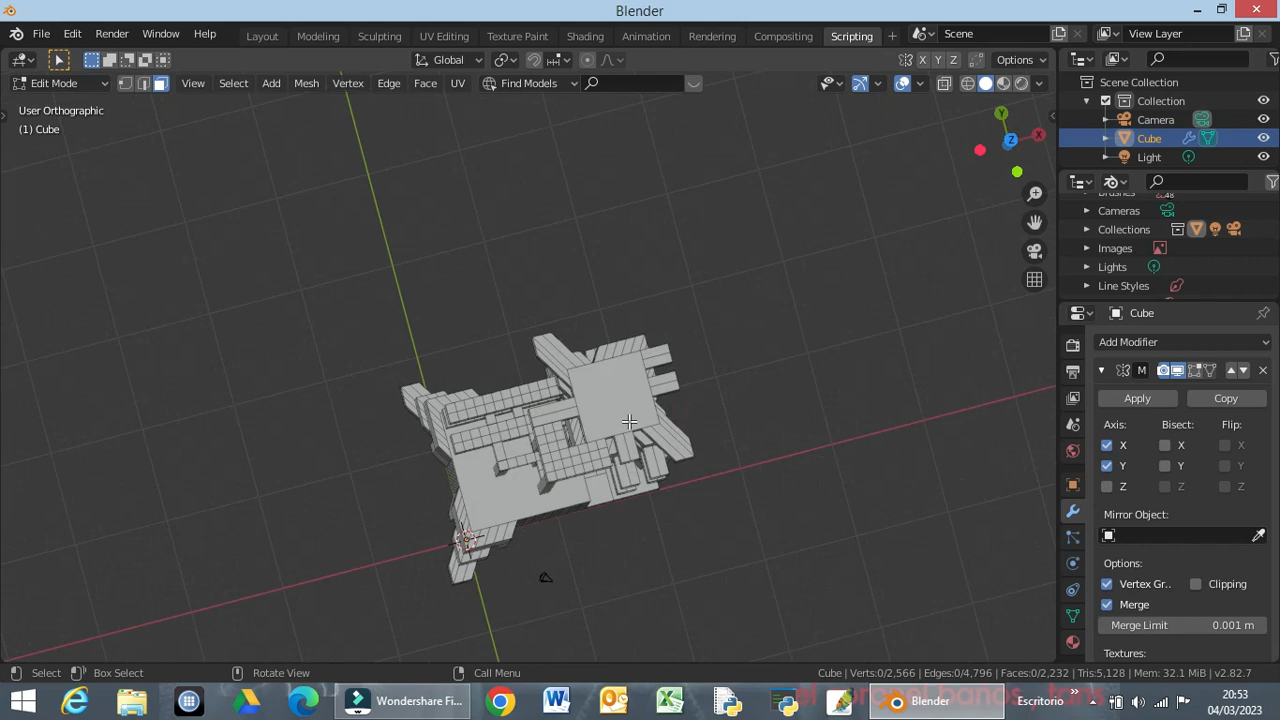 Blender
File Edit Render Window Help
Layout Modeling Sculpting UV Editing Texture Paint Shading Animation Rendering Compositing Scripting
Scene
View Layer
Global
X Y Z
Options
Edit Mode
View Select Add Mesh Vertex Edge Face UV
Find Models
User Orthographic
(1) Cube
Y
X
Z
Scene Collection
Collection
Camera
Cube
Light
Cameras
Collections
Images
Lights
Line Styles
Cube
Add Modifier
M
Apply Copy
Axis: Bisect: Flip:
X X X
Y Y Y
Z Z Z
Mirror Object:
Options:
Vertex Gr.. Clipping
Merge
Merge Limit 0.001 m
Textures:
Select Box Select Rotate View Call Menu
Cube | Verts:0/2,566 | Edges:0/4,796 | Faces:0/2,232 | Tris:5,128 | Mem: 32.1 MiB | v2.82.7
Wondershare Fi...
Blender
Escritorio
20:53
04/03/2023